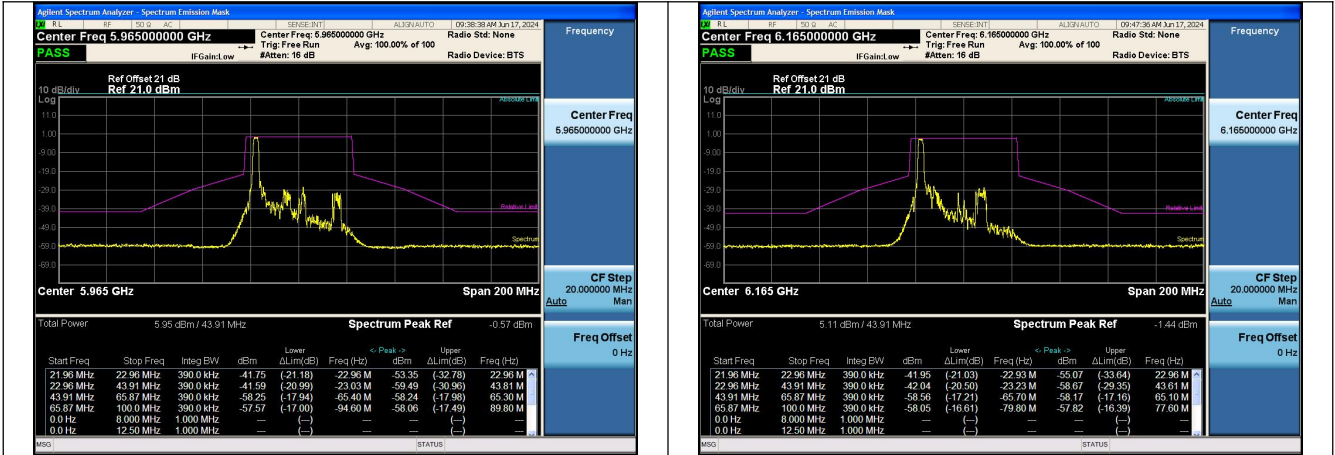 Agilent Spectrum Analyzer - Spectrum Emission Mask
LXI RL RF 50 Ω AC SENSE:INT ALIGN AUTO 09:38:38 AM Jun 17, 2024
Center Freq 5.965000000 GHz Center Freq: 5.965000000 GHz Radio Std: None
Trig: Free Run Avg: 100.00% of 100
PASS IFGain:Low #Atten: 16 dB Radio Device: BTS
Ref Offset 21 dB
10 dB/div Ref 21.0 dBm
Log
Absolute Limit
11.0
1.00
-9.00
-19.0
-29.0
-39.0
Relative Limit
-49.0
Spectrum
-59.0
-69.0
Center 5.965 GHz Span 200 MHz
Total Power 5.95 dBm / 43.91 MHz Spectrum Peak Ref -0.57 dBm
Lower <- Peak -> Upper
Start Freq Stop Freq Integ BW dBm ΔLim(dB) Freq (Hz) dBm ΔLim(dB) Freq (Hz)
21.96 MHz 22.96 MHz 390.0 kHz -41.75 (-21.18) -22.96 M -53.35 (-32.78) 22.96 M
22.96 MHz 43.91 MHz 390.0 kHz -41.59 (-20.99) -23.03 M -59.49 (-30.96) 43.81 M
43.91 MHz 65.87 MHz 390.0 kHz -58.25 (-17.94) -65.40 M -58.24 (-17.98) 65.30 M
65.87 MHz 100.0 MHz 390.0 kHz -57.57 (-17.00) -94.60 M -58.06 (-17.49) 89.80 M
0.0 Hz 8.000 MHz 1.000 MHz --- (---) --- --- (---) ---
0.0 Hz 12.50 MHz 1.000 MHz --- (---) --- --- (---) ---
MSG STATUS
Frequency
Center Freq
5.965000000 GHz
CF Step
20.000000 MHz
Auto Man
Freq Offset
0 Hz
Agilent Spectrum Analyzer - Spectrum Emission Mask
LXI RL RF 50 Ω AC SENSE:INT ALIGN AUTO 09:47:36 AM Jun 17, 2024
Center Freq 6.165000000 GHz Center Freq: 6.165000000 GHz Radio Std: None
Trig: Free Run Avg: 100.00% of 100
PASS IFGain:Low #Atten: 16 dB Radio Device: BTS
Ref Offset 21 dB
10 dB/div Ref 21.0 dBm
Log
Absolute Limit
11.0
1.00
-9.00
-19.0
-29.0
-39.0
Relative Limit
-49.0
Spectrum
-59.0
-69.0
Center 6.165 GHz Span 200 MHz
Total Power 5.11 dBm / 43.91 MHz Spectrum Peak Ref -1.44 dBm
Lower <- Peak -> Upper
Start Freq Stop Freq Integ BW dBm ΔLim(dB) Freq (Hz) dBm ΔLim(dB) Freq (Hz)
21.96 MHz 22.96 MHz 390.0 kHz -41.95 (-21.03) -22.93 M -55.07 (-33.64) 22.96 M
22.96 MHz 43.91 MHz 390.0 kHz -42.04 (-20.50) -23.23 M -58.67 (-29.35) 43.61 M
43.91 MHz 65.87 MHz 390.0 kHz -58.56 (-17.21) -65.70 M -58.17 (-17.16) 65.10 M
65.87 MHz 100.0 MHz 390.0 kHz -58.05 (-16.61) -79.80 M -57.82 (-16.39) 77.60 M
0.0 Hz 8.000 MHz 1.000 MHz --- (---) --- --- (---) ---
0.0 Hz 12.50 MHz 1.000 MHz --- (---) --- --- (---) ---
MSG STATUS
Frequency
Center Freq
6.165000000 GHz
CF Step
20.000000 MHz
Auto Man
Freq Offset
0 Hz